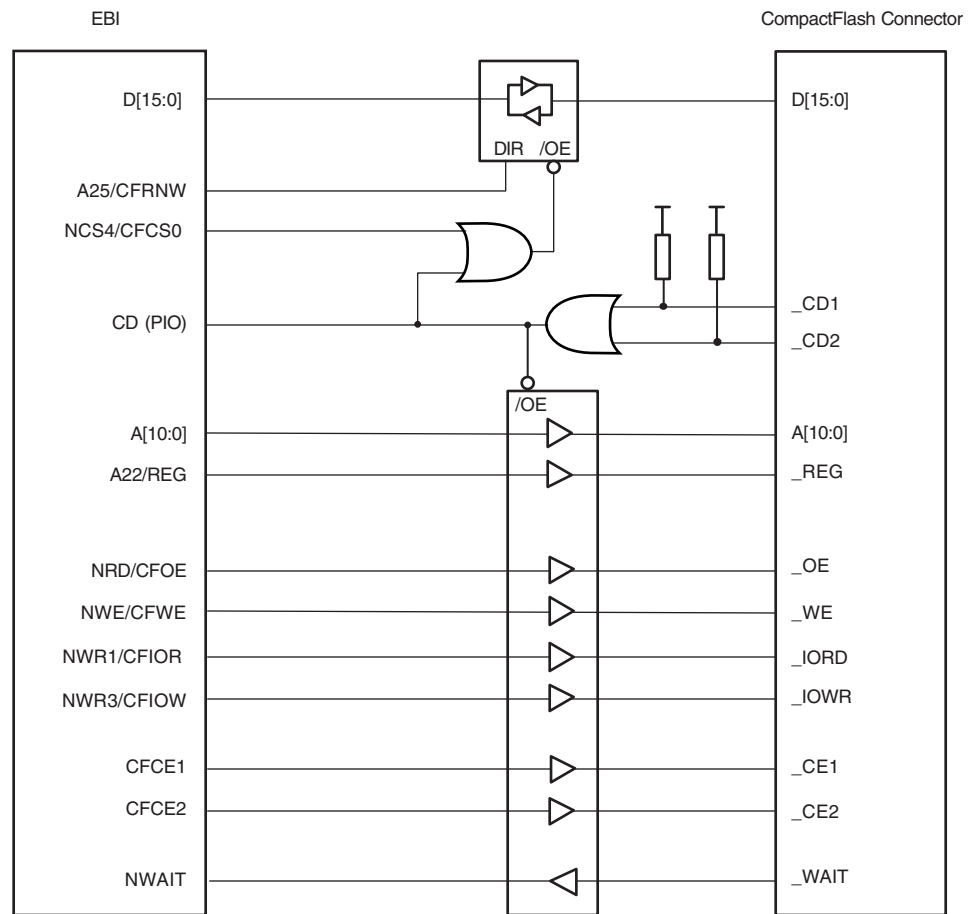 EBI
CompactFlash Connector
D[15:0]
D[15:0]
DIR /OE
A25/CFRNW
NCS4/CFCS0
_CD1
CD (PIO)
_CD2
/OE
A[10:0]
A[10:0]
A22/REG
_REG
NRD/CFOE
_OE
NWE/CFWE
_WE
NWR1/CFIOR
_IORD
NWR3/CFIOW
_IOWR
CFCE1
_CE1
CFCE2
_CE2
NWAIT
_WAIT